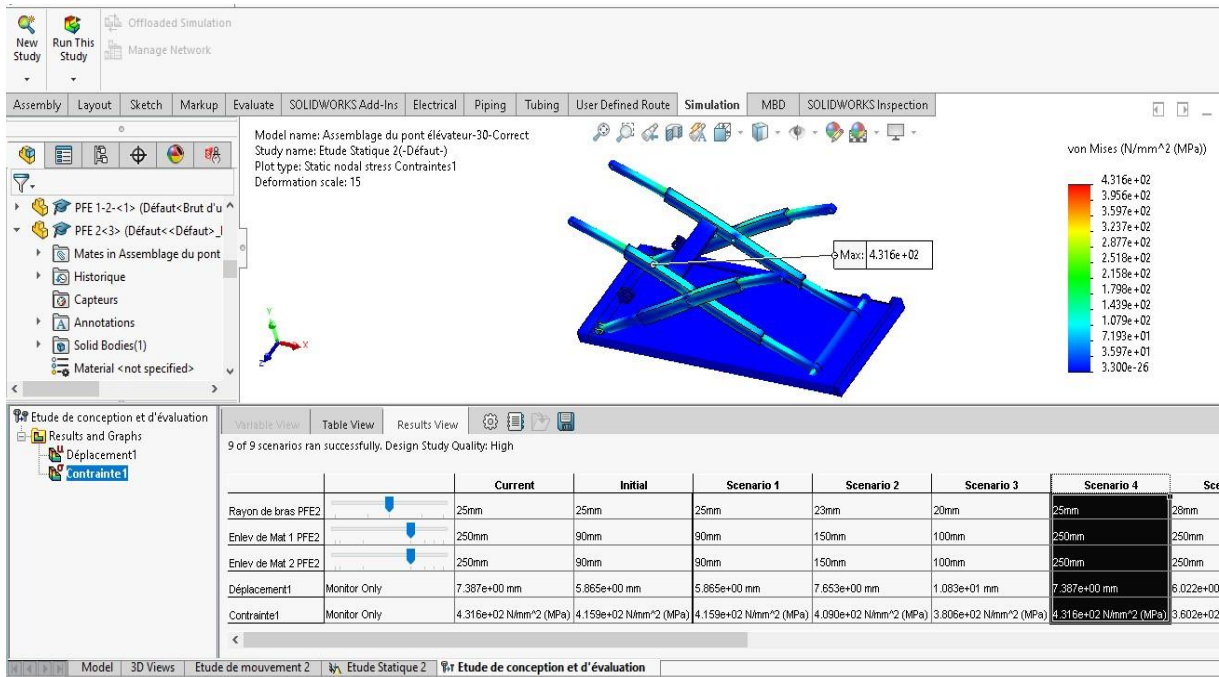 New Study
Run This Study
Offloaded Simulation
Manage Network
Assembly Layout Sketch Markup Evaluate SOLIDWORKS Add-Ins Electrical Piping Tubing User Defined Route Simulation MBD SOLIDWORKS Inspection
Model name: Assemblage du pont élévateur-30-Correct
Study name: Etude Statique 2(-Défaut-)
Plot type: Static nodal stress Contraintes1
Deformation scale: 15
PFE 1-2-<1> (Défaut<Brut d'u
PFE 2<3> (Défaut<<Défaut>_
Mates in Assemblage du pont
Historique
Capteurs
Annotations
Solid Bodies(1)
Material <not specified>
Y
X
Z
Max: 4.316e+02
von Mises (N/mm^2 (MPa))
4.316e+02
3.956e+02
3.597e+02
3.237e+02
2.877e+02
2.518e+02
2.158e+02
1.798e+02
1.439e+02
1.079e+02
7.193e+01
3.597e+01
3.300e-26
Etude de conception et d'évaluation
Results and Graphs
Déplacement1
Contrainte1
Variable View Table View Results View
9 of 9 scenarios ran successfully. Design Study Quality: High
Current Initial Scenario 1 Scenario 2 Scenario 3 Scenario 4 Sce
Rayon de bras PFE2 25mm 25mm 25mm 23mm 20mm 25mm 28mm
Enlev de Mat 1 PFE2 250mm 90mm 90mm 150mm 100mm 250mm 250mm
Enlev de Mat 2 PFE2 250mm 90mm 90mm 150mm 100mm 250mm 250mm
Déplacement1 Monitor Only 7.387e+00 mm 5.865e+00 mm 5.865e+00 mm 7.653e+00 mm 1.083e+01 mm 7.387e+00 mm 6.022e+00
Contrainte1 Monitor Only 4.316e+02 N/mm^2 (MPa) 4.159e+02 N/mm^2 (MPa) 4.159e+02 N/mm^2 (MPa) 4.090e+02 N/mm^2 (MPa) 3.806e+02 N/mm^2 (MPa) 4.316e+02 N/mm^2 (MPa) 3.602e+02
Model 3D Views Etude de mouvement 2 Etude Statique 2 Etude de conception et d'évaluation